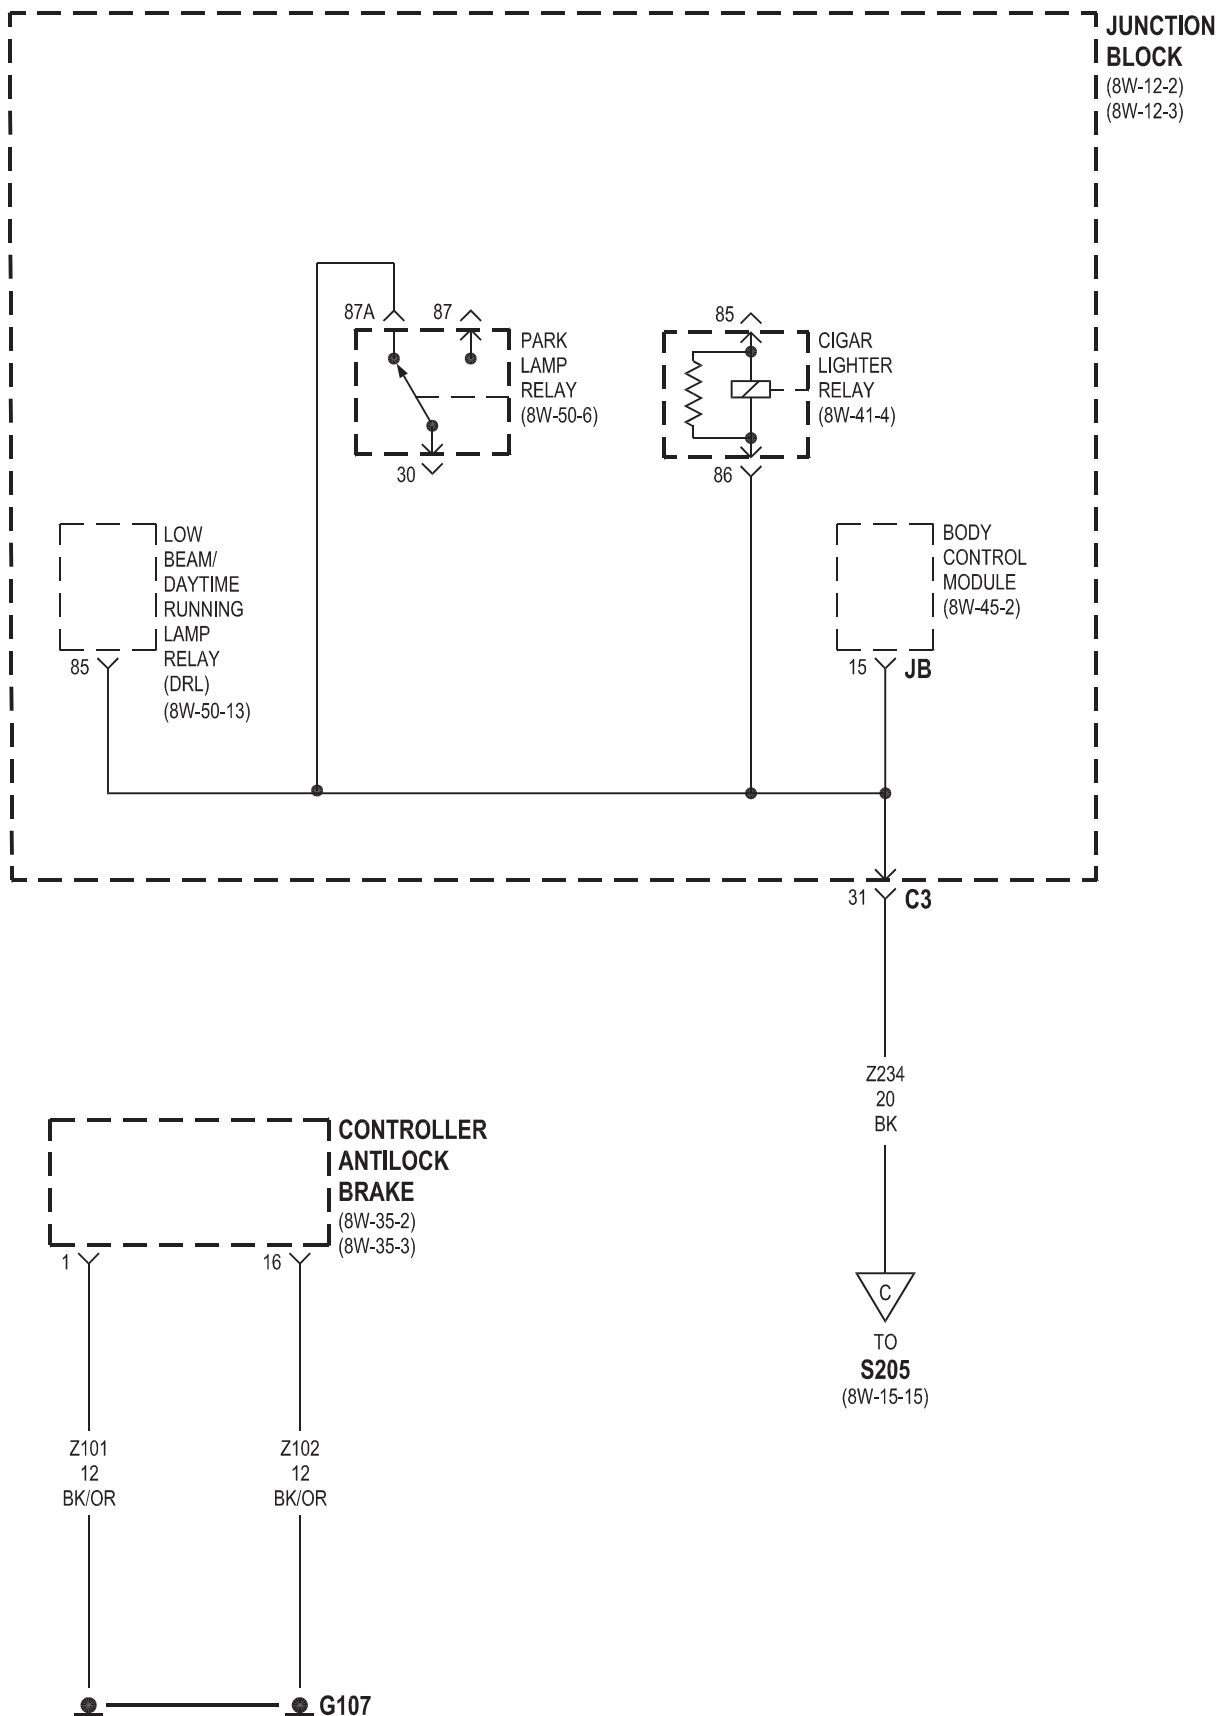 JUNCTION
BLOCK
(8W-12-2)
(8W-12-3)
87A
87
PARK
LAMP
RELAY
(8W-50-6)
30
85
CIGAR
LIGHTER
RELAY
(8W-41-4)
86
LOW
BEAM/
DAYTIME
RUNNING
LAMP
RELAY
(DRL)
(8W-50-13)
85
BODY
CONTROL
MODULE
(8W-45-2)
15
JB
31
C3
Z234
20
BK
C
TO
S205
(8W-15-15)
CONTROLLER
ANTILOCK
BRAKE
(8W-35-2)
(8W-35-3)
1
16
Z101
12
BK/OR
Z102
12
BK/OR
G107